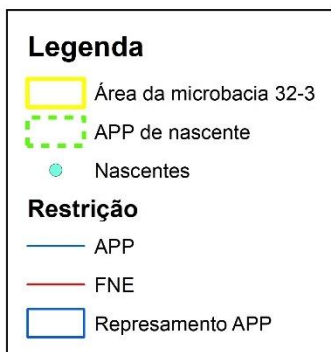 Legenda
Área da microbacia 32-3
APP de nascente
Nascentes
Restrição
APP
FNE
Represamento APP